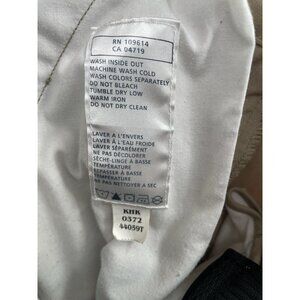 RN 109614
CA 04719
WASH INSIDE OUT
MACHINE WASH COLD
WASH COLORS SEPARATELY
DO NOT BLEACH
TUMBLE DRY LOW
WARM IRON
DO NOT DRY CLEAN
LAVER A L'ENVERS
LAVER A L'EAU FROIDE
LAVER SÉPARÉMENT
NE PAS DÉCOLORER
SÈCHE-LINGE À BASSE
TEMPÉRATURE
REPASSER À BASSE
TEMPÉRATURE
NE PAS NETTOYER A SEC
KHK
0372
44059T